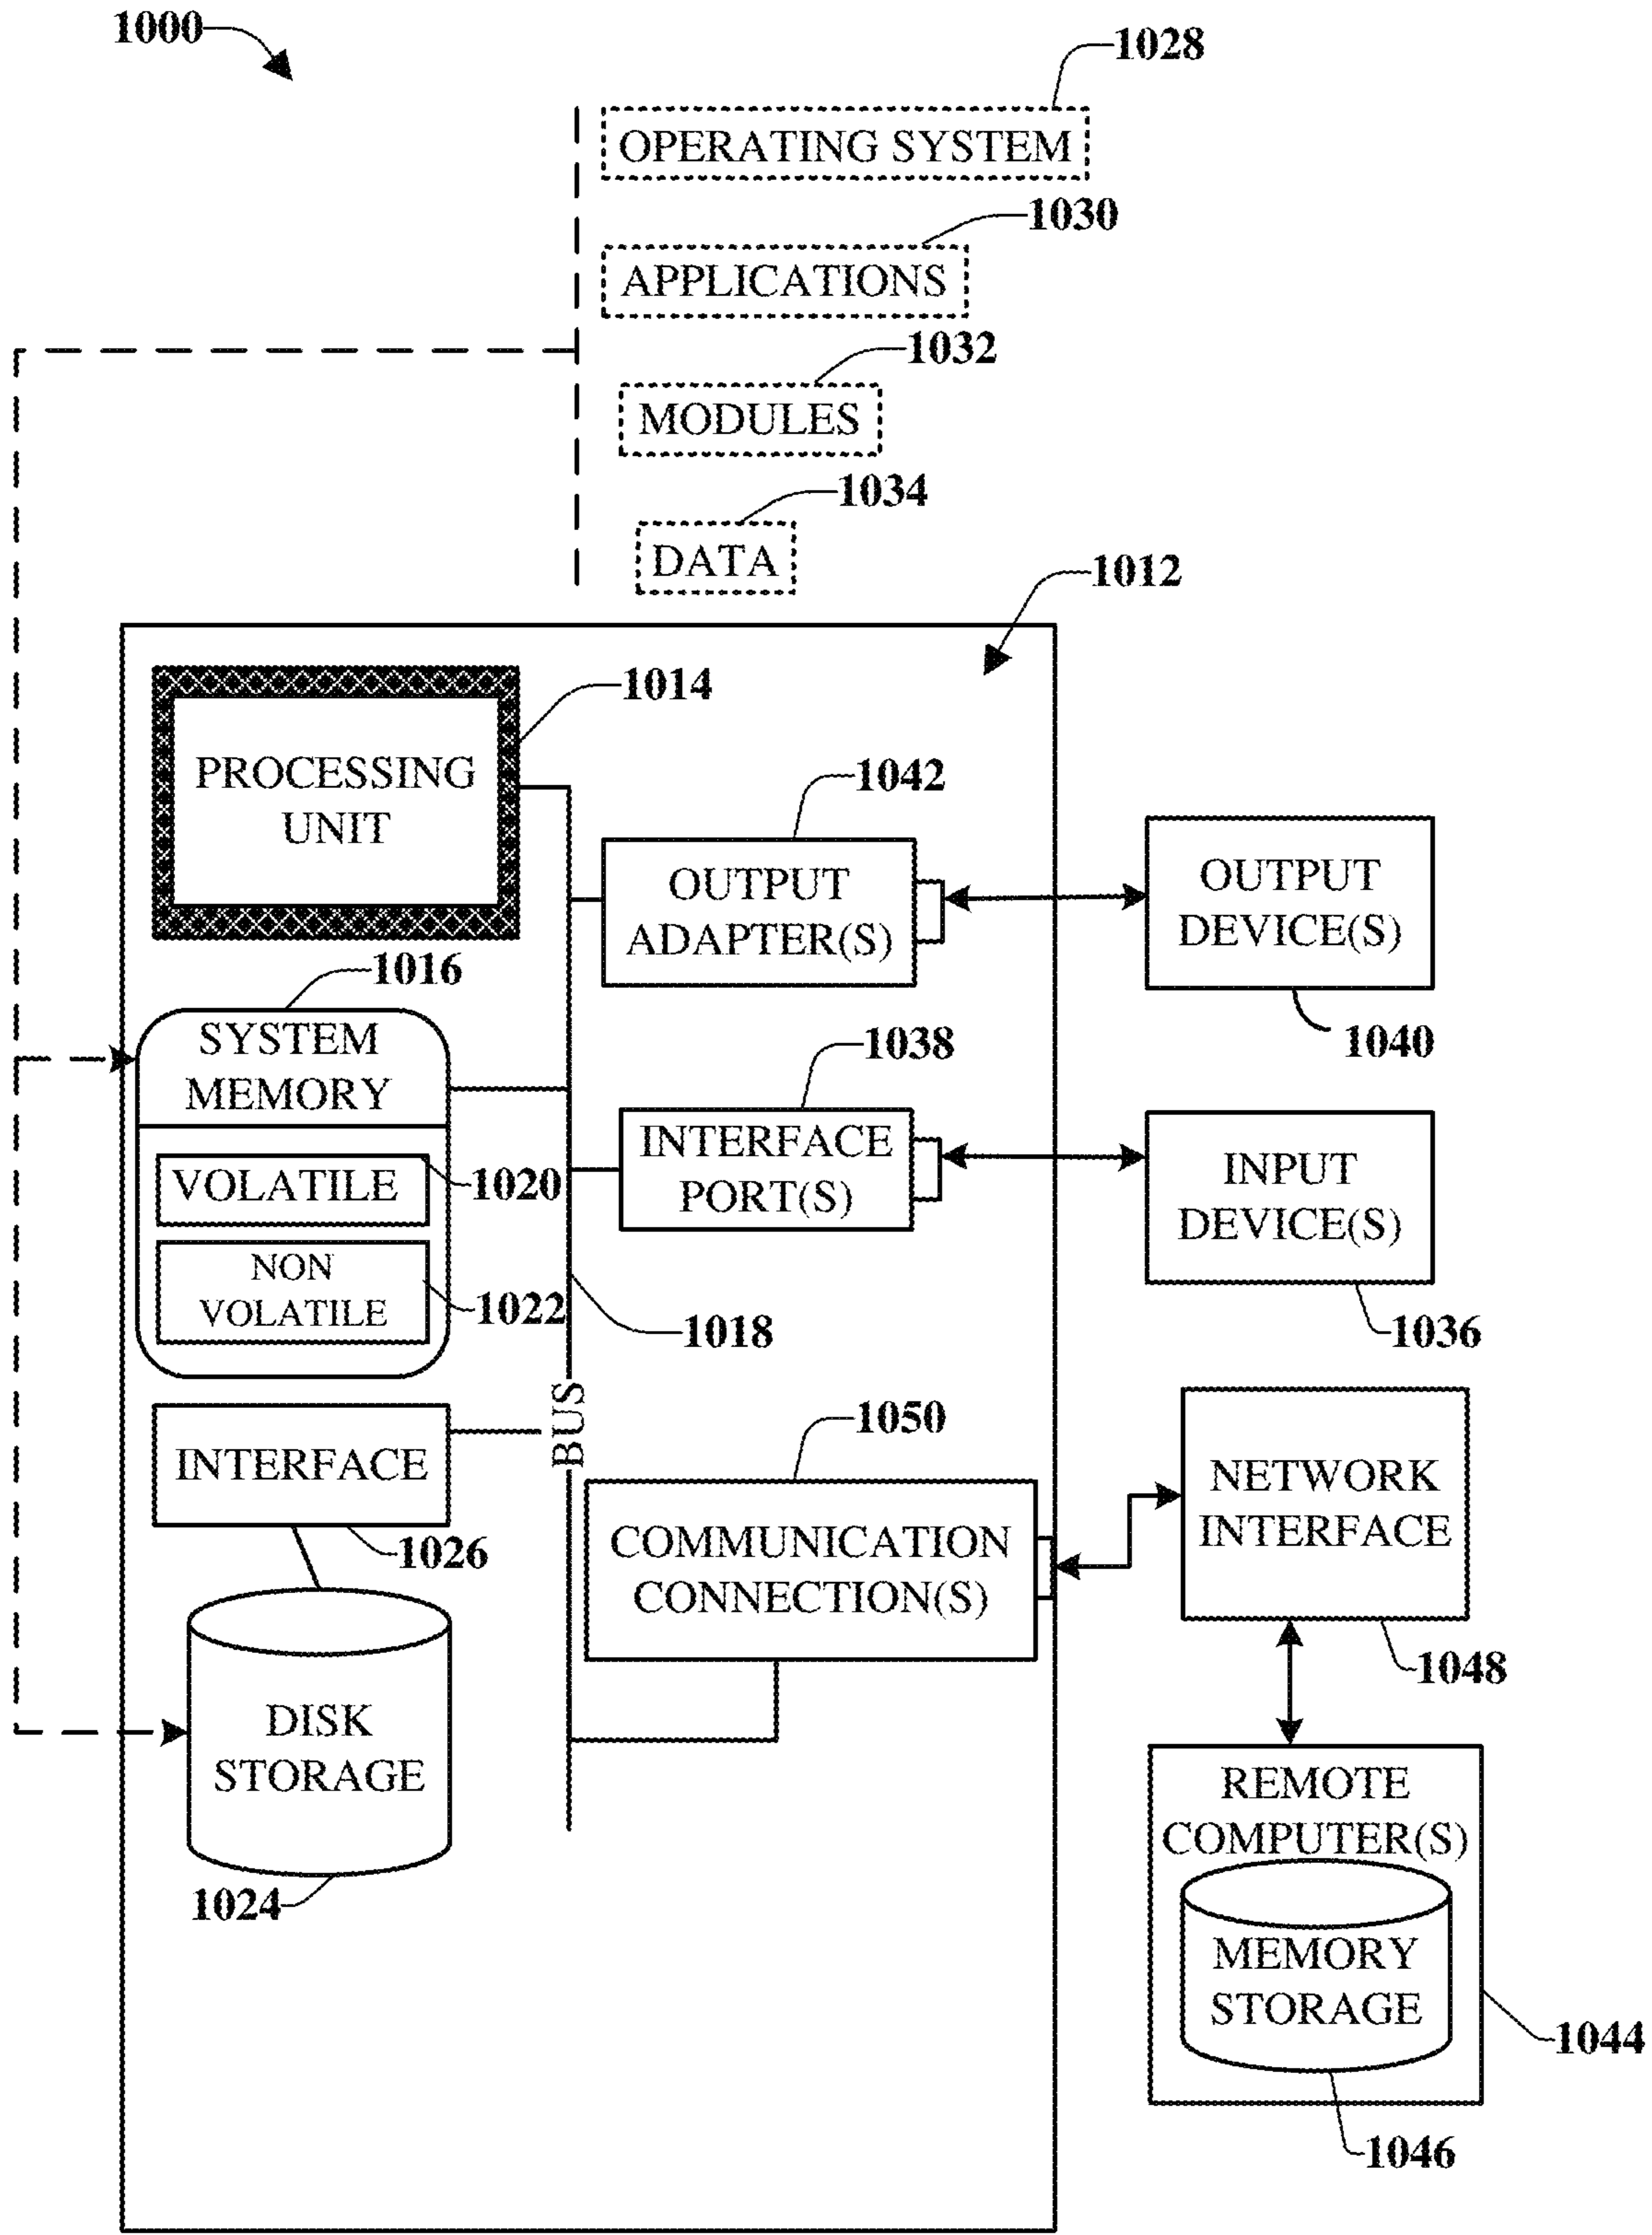 1000
1028
OPERATING SYSTEM
1030
APPLICATIONS
1032
MODULES
1034
DATA
1012
1014
PROCESSING
UNIT
1042
OUTPUT
ADAPTER(S)
OUTPUT
DEVICE(S)
1040
1016
SYSTEM
MEMORY
VOLATILE
1020
NON
VOLATILE
1022
1038
INTERFACE
PORT(S)
INPUT
DEVICE(S)
1036
1018
BUS
INTERFACE
1026
1050
COMMUNICATION
CONNECTION(S)
NETWORK
INTERFACE
1048
DISK
STORAGE
1024
REMOTE
COMPUTER(S)
MEMORY
STORAGE
1044
1046